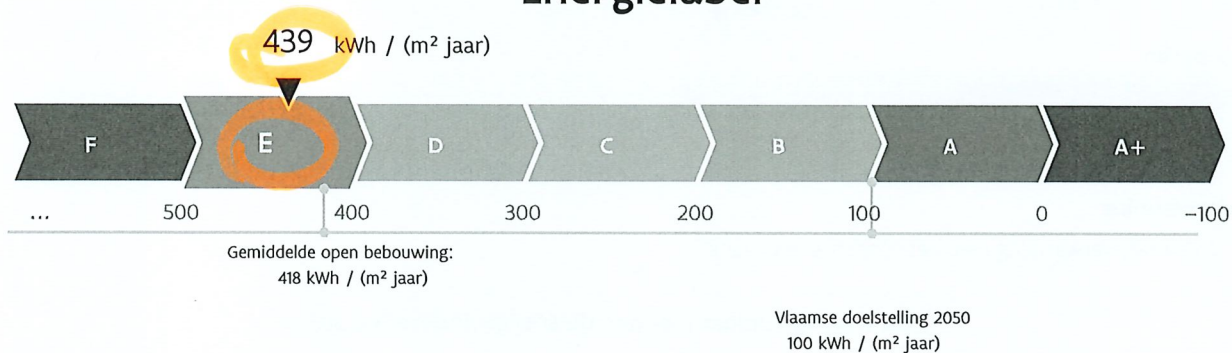 Energielabel
439 kWh / (m² jaar)
F E D C B A A+
... 500 400 300 200 100 0 −100
Gemiddelde open bebouwing:
418 kWh / (m² jaar)
Vlaamse doelstelling 2050
100 kWh / (m² jaar)